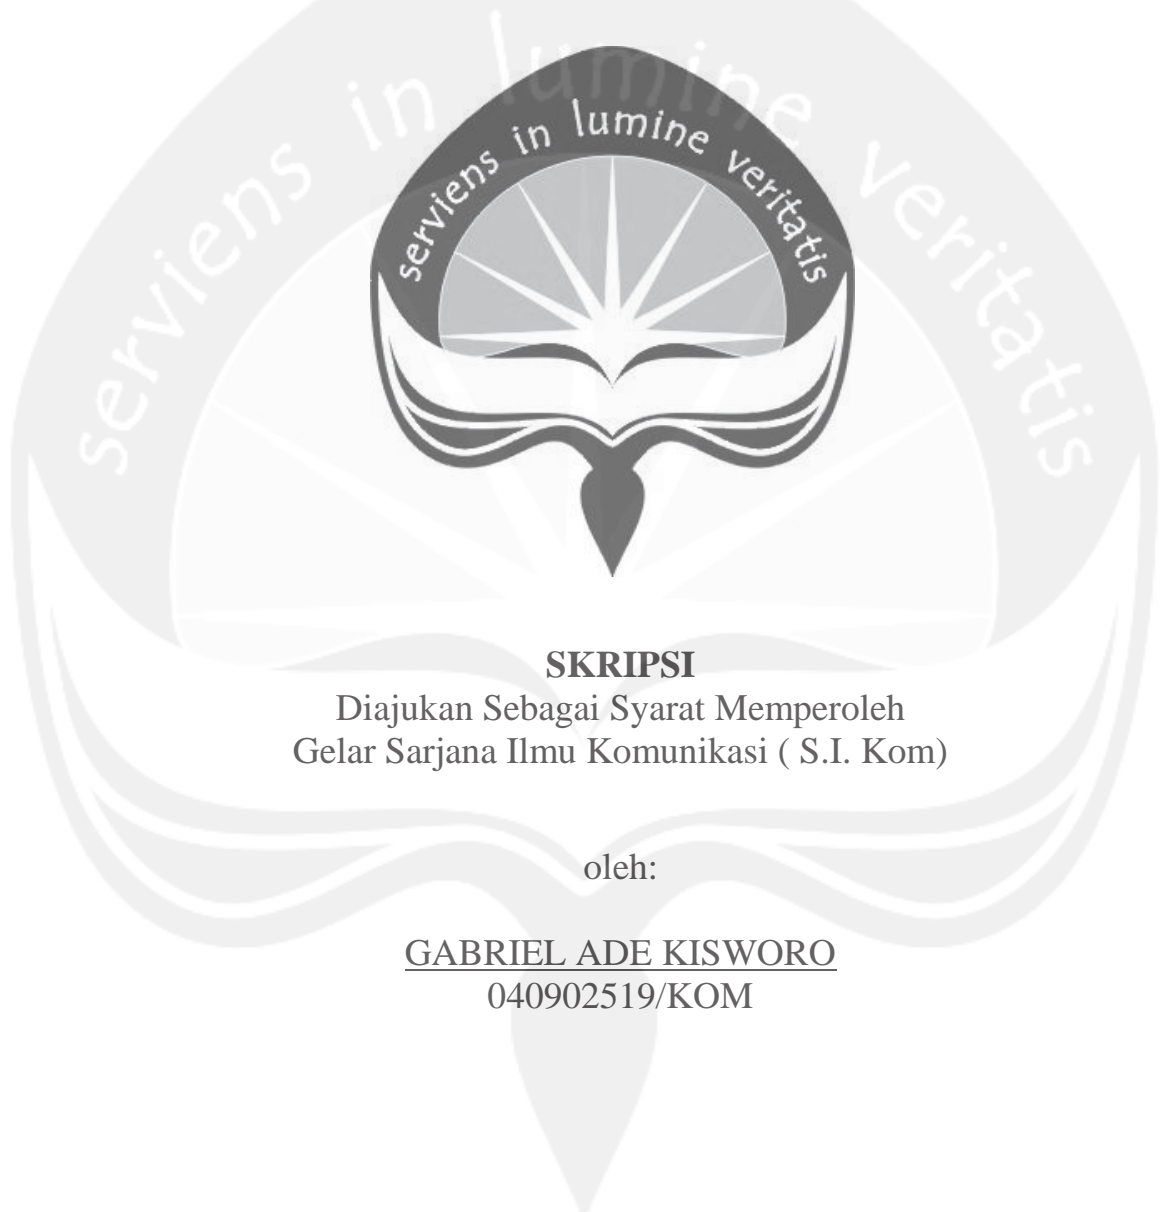 serviens in lumine veritatis
serviens in lumine veritatis
SKRIPSI
Diajukan Sebagai Syarat Memperoleh
Gelar Sarjana Ilmu Komunikasi ( S.I. Kom)
oleh:
GABRIEL ADE KISWORO
040902519/KOM